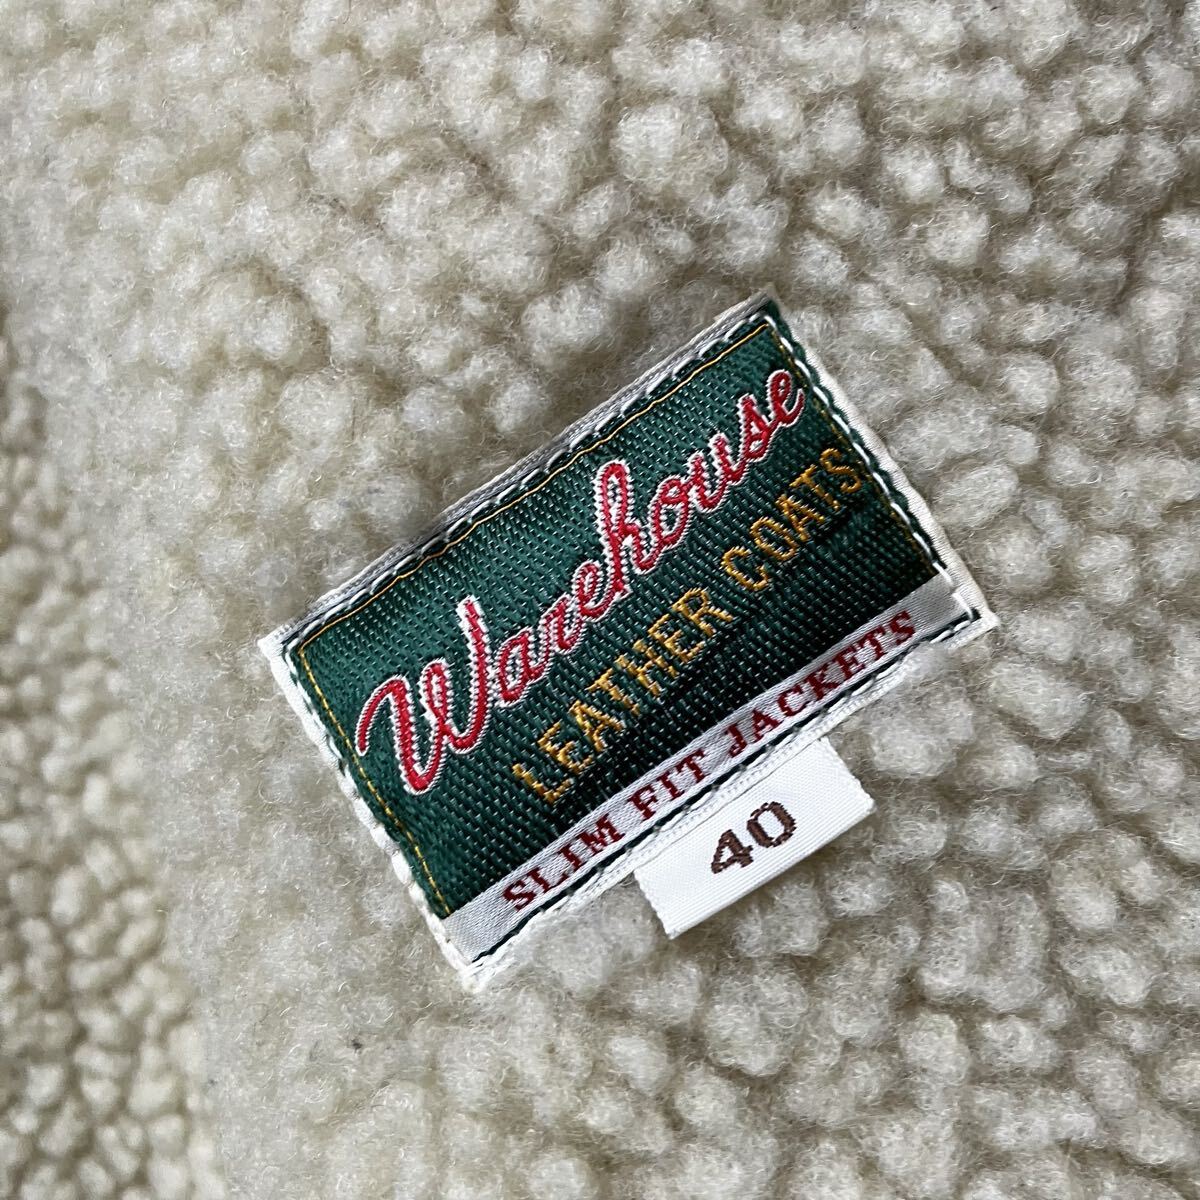 Warehouse
LEATHER COATS
SLIM FIT JACKETS
40